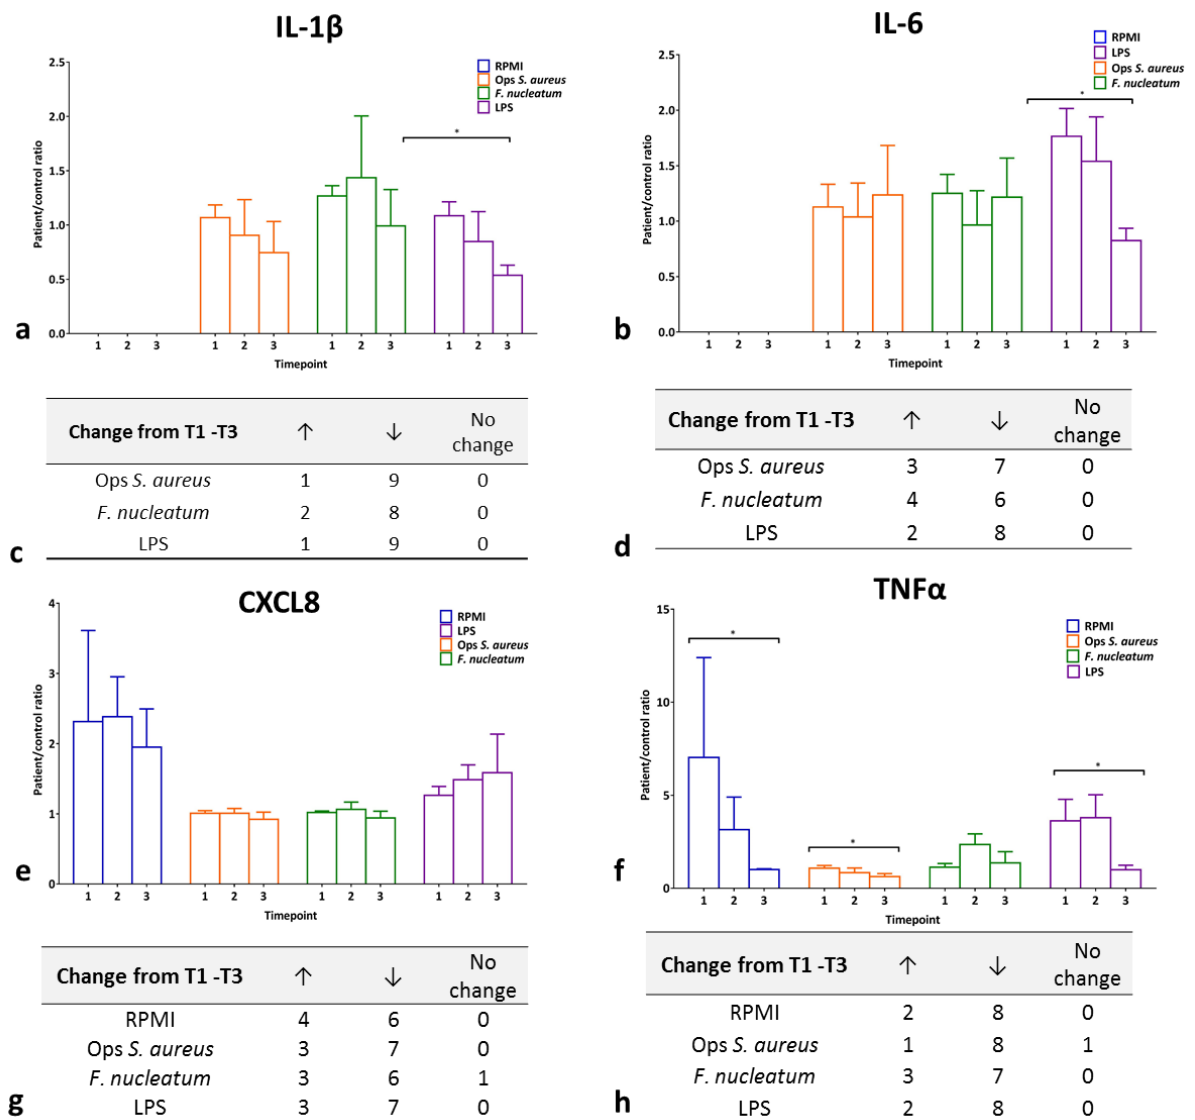 IL-1β
2.5
2.0
1.5
1.0
0.5
0.0
Patient/control ratio
RPMI
Ops S. aureus
F. nucleatum
LPS
*
1 2 3 1 2 3 1 2 3 1 2 3
Timepoint
a
IL-6
2.5
2.0
1.5
1.0
0.5
0.0
Patient/control ratio
RPMI
LPS
Ops S. aureus
F. nucleatum
*
1 2 3 1 2 3 1 2 3 1 2 3
Timepoint
b
Change from T1 -T3 ↑ ↓ No change
Ops S. aureus 1 9 0
F. nucleatum 2 8 0
LPS 1 9 0
c
Change from T1 -T3 ↑ ↓ No change
Ops S. aureus 3 7 0
F. nucleatum 4 6 0
LPS 2 8 0
d
CXCL8
4
3
2
1
0
Patient/control ratio
RPMI
LPS
Ops S. aureus
F. nucleatum
1 2 3 1 2 3 1 2 3 1 2 3
Timepoint
e
TNFα
15
10
5
0
Patient/control ratio
RPMI
Ops S. aureus
F. nucleatum
LPS
*
*
*
1 2 3 1 2 3 1 2 3 1 2 3
Timepoint
f
Change from T1 -T3 ↑ ↓ No change
RPMI 4 6 0
Ops S. aureus 3 7 0
F. nucleatum 3 6 1
LPS 3 7 0
g
Change from T1 -T3 ↑ ↓ No change
RPMI 2 8 0
Ops S. aureus 1 8 1
F. nucleatum 3 7 0
LPS 2 8 0
h